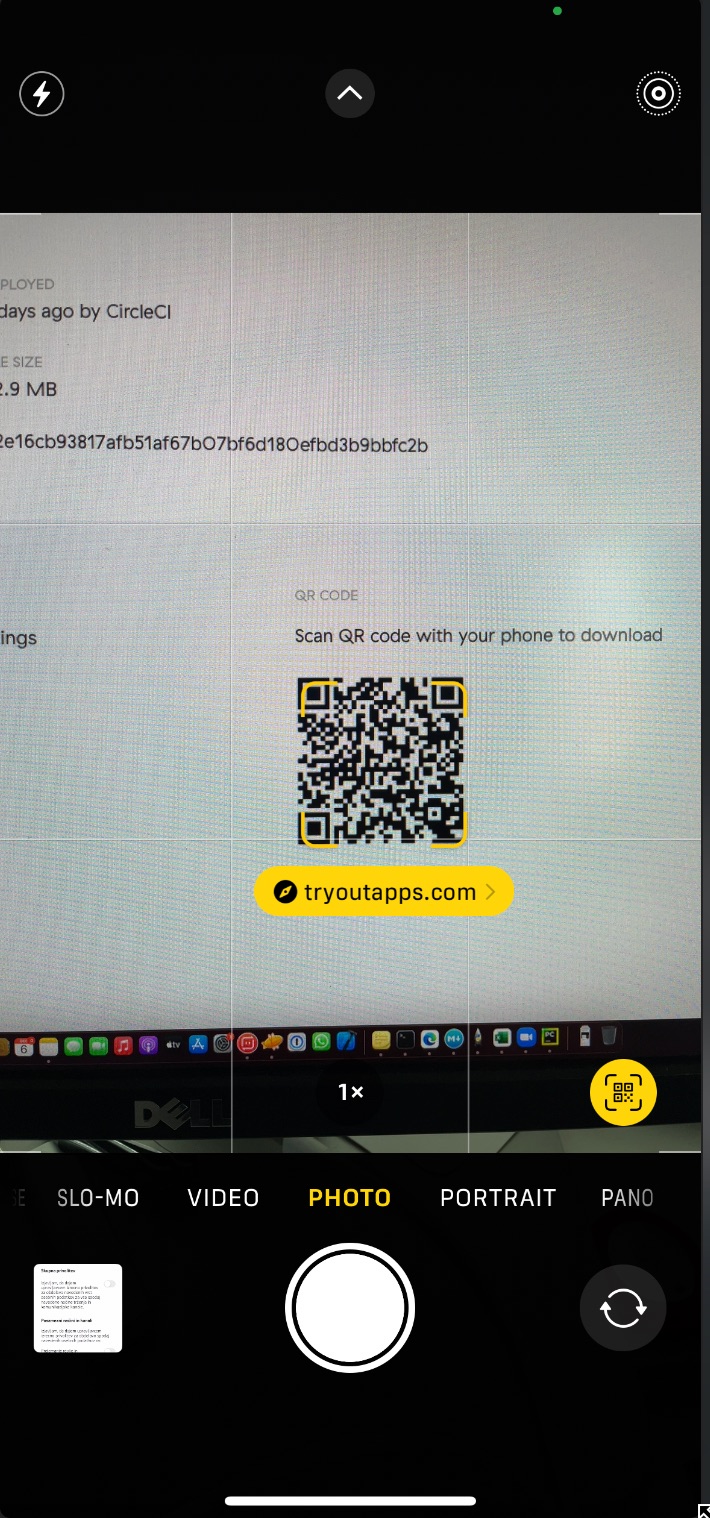 PLOYED
days ago by CircleCI
E SIZE
2.9 MB
2e16cb93817afb51af67b07bf6d180efbd3b9bbfc2b
QR CODE
ings
Scan QR code with your phone to download
tryoutapps.com
6
tv
PC
DELL
1×
SE SLO-MO VIDEO PHOTO PORTRAIT PANO